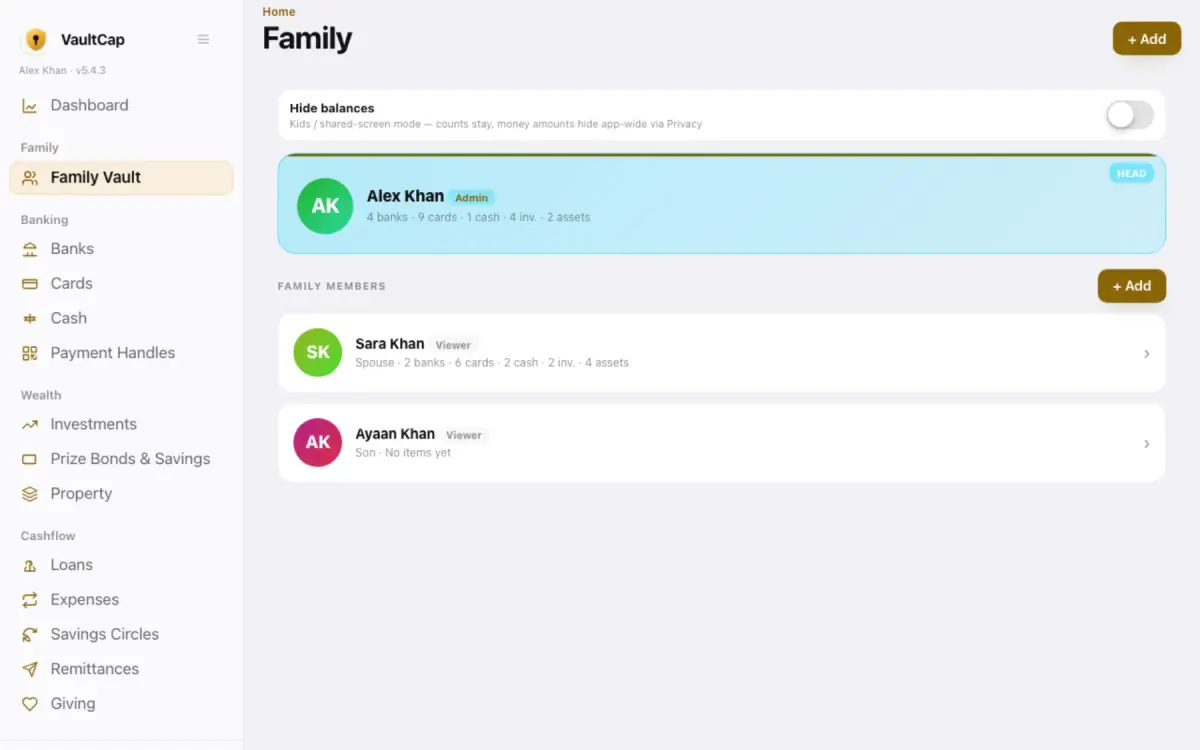 VaultCap
Alex Khan · v5.4.3
Dashboard
Family
Family Vault
Banking
Banks
Cards
Cash
Payment Handles
Wealth
Investments
Prize Bonds & Savings
Property
Cashflow
Loans
Expenses
Savings Circles
Remittances
Giving
Home
Family
+ Add
Hide balances
Kids / shared-screen mode — counts stay, money amounts hide app-wide via Privacy
HEAD
AK
Alex Khan Admin
4 banks · 9 cards · 1 cash · 4 inv. · 2 assets
FAMILY MEMBERS
+ Add
SK
Sara Khan Viewer
Spouse · 2 banks · 6 cards · 2 cash · 2 inv. · 4 assets
AK
Ayaan Khan Viewer
Son · No items yet